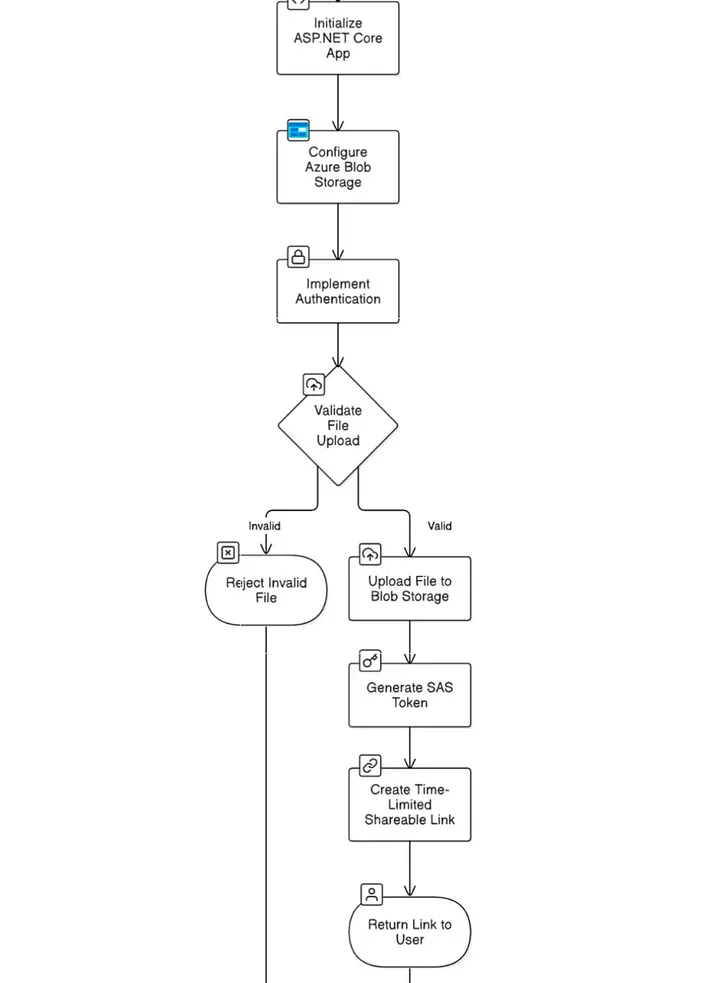 Initialize
ASP.NET Core
App
Configure
Azure Blob
Storage
Implement
Authentication
Validate
File
Upload
Invalid
Valid
Reject Invalid
File
Upload File to
Blob Storage
Generate SAS
Token
Create Time-
Limited
Shareable Link
Return Link to
User